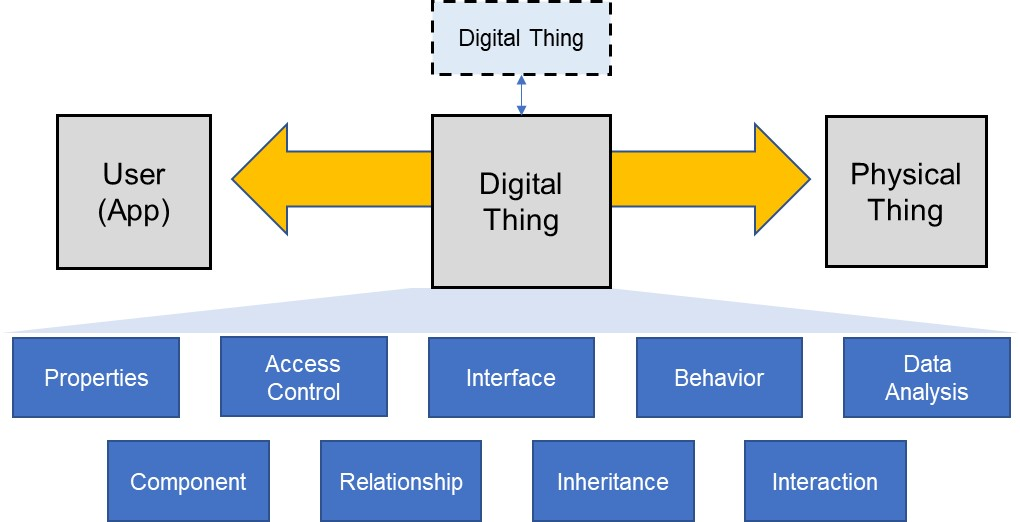 Digital Thing
User
(App)
Digital
Thing
Physical
Thing
Properties
Access
Control
Interface
Behavior
Data
Analysis
Component
Relationship
Inheritance
Interaction